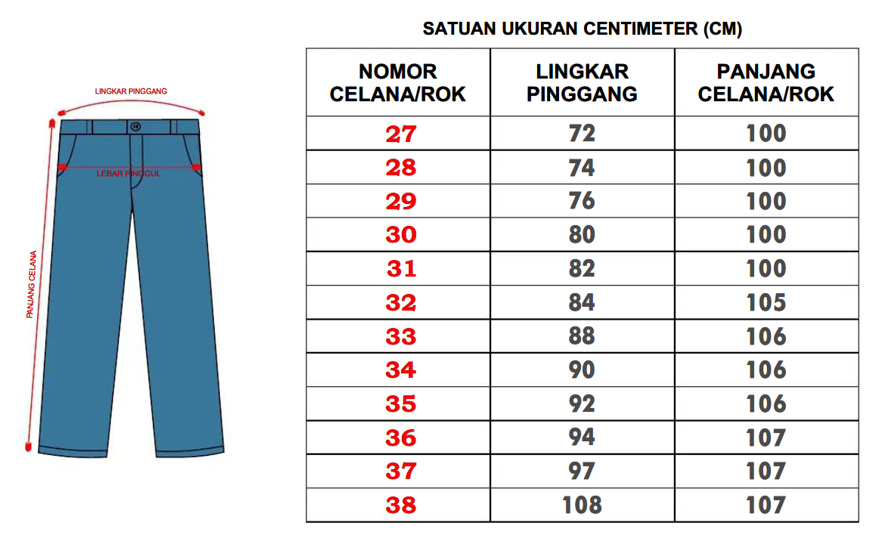 SATUAN UKURAN CENTIMETER (CM)
LINGKAR PINGGANG
LEBAR PINGGUL
PANJANG CELANA
NOMOR CELANA/ROK LINGKAR PINGGANG PANJANG CELANA/ROK
27 72 100
28 74 100
29 76 100
30 80 100
31 82 100
32 84 105
33 88 106
34 90 106
35 92 106
36 94 107
37 97 107
38 108 107